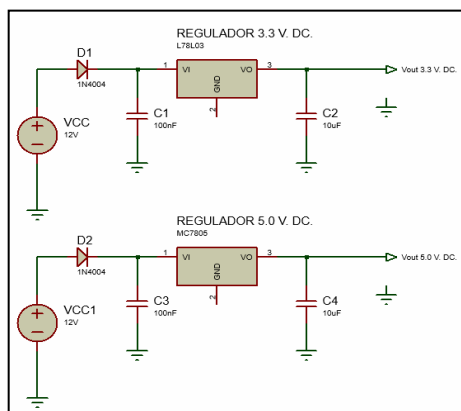 REGULADOR 3.3 V. DC.
L78L03
D1
1N4004
1
VI
VO
3
GND
2
Vout 3.3 V. DC.
VCC
12V
C1
100nF
C2
10uF
REGULADOR 5.0 V. DC.
MC7805
D2
1N4004
1
VI
VO
3
GND
2
Vout 5.0 V. DC.
VCC1
12V
C3
100nF
C4
10uF